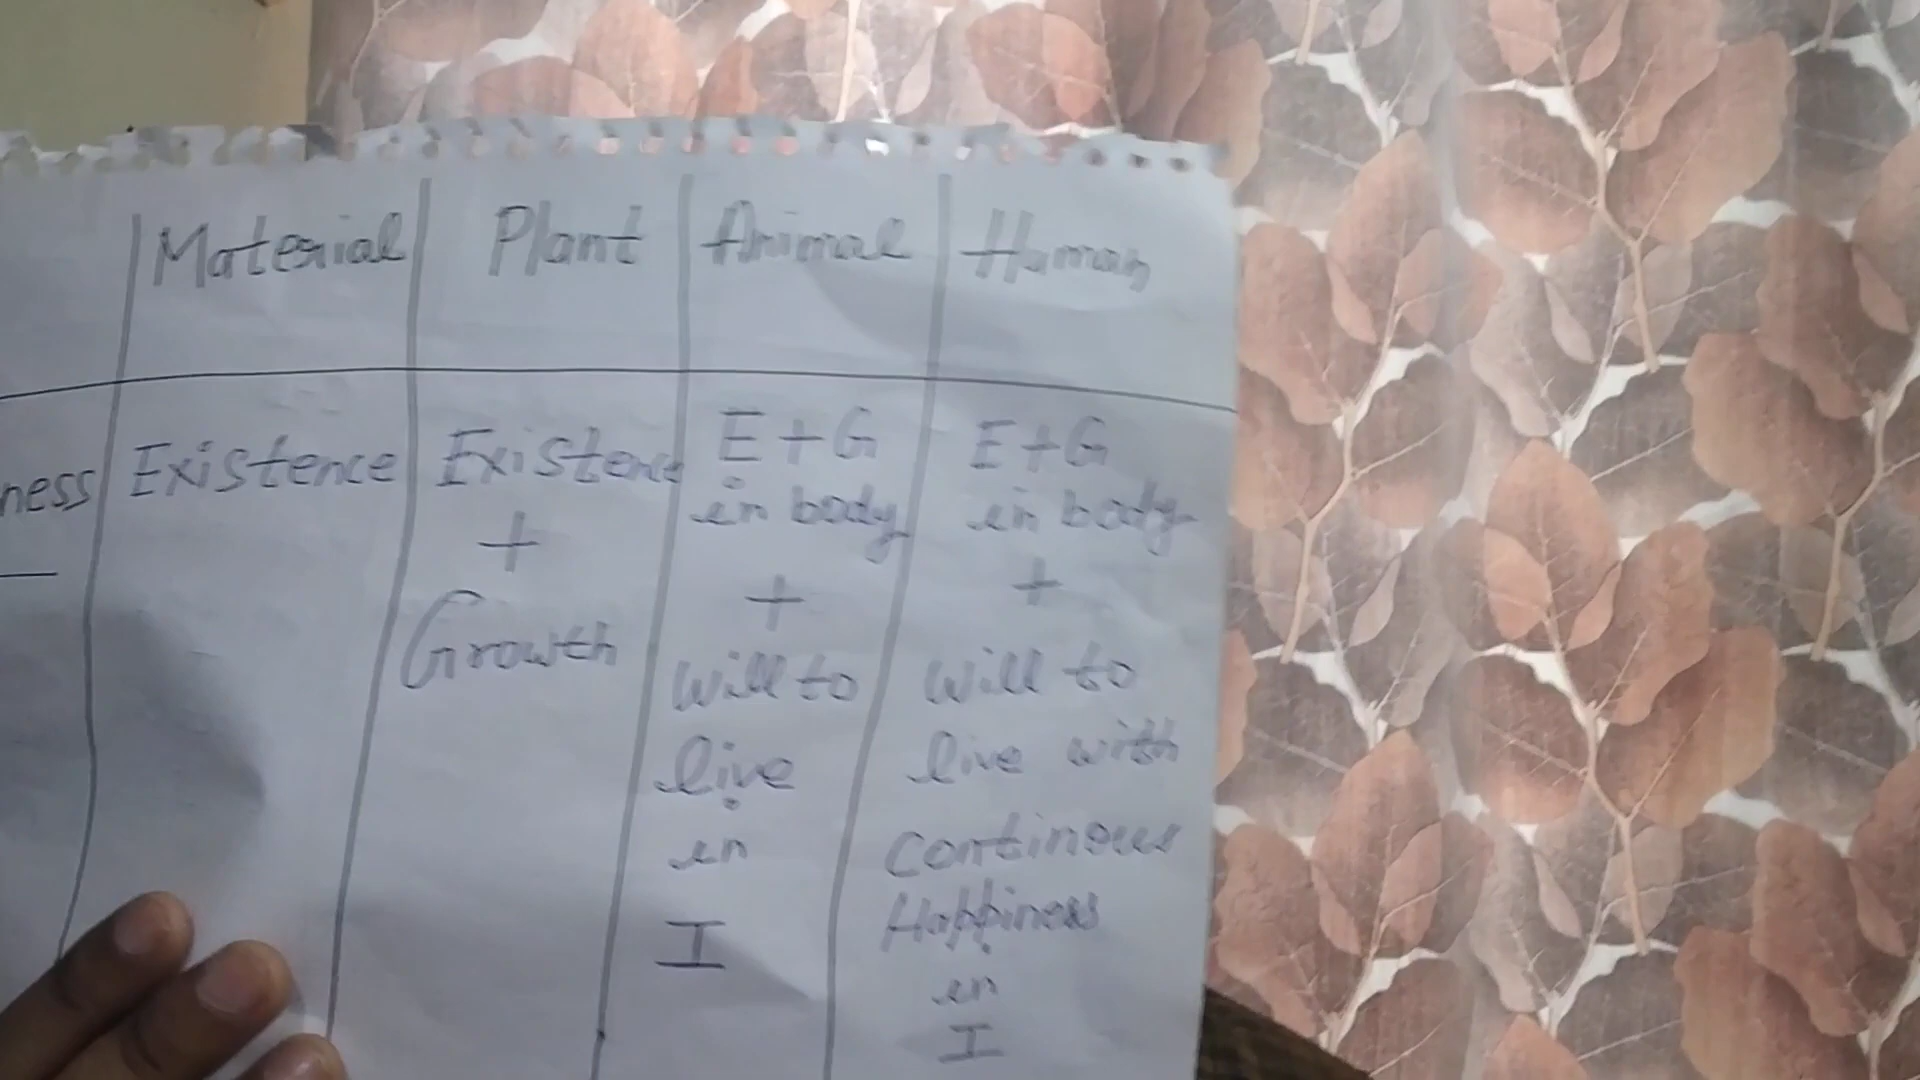 Material Plant Animal Human
ness Existence Existence E+G E+G
in body in body
+ + +
Growth will to will to
live live with
in continous
I Happiness
in
I